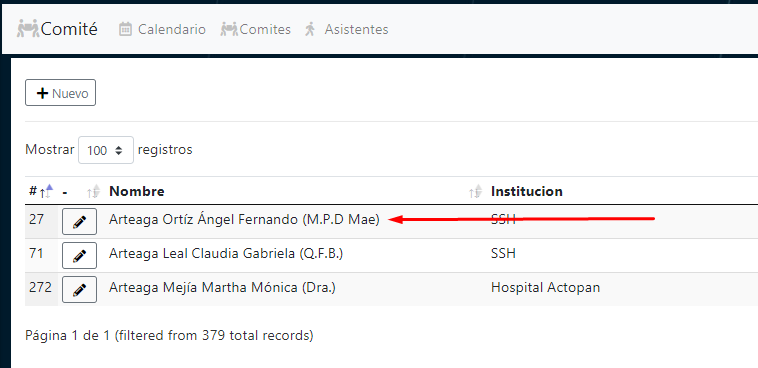 Comité Calendario Comites Asistentes
+ Nuevo
Mostrar 100 registros
# - Nombre Institucion
27 Arteaga Ortíz Ángel Fernando (M.P.D Mae) SSH
71 Arteaga Leal Claudia Gabriela (Q.F.B.) SSH
272 Arteaga Mejía Martha Mónica (Dra.) Hospital Actopan
Página 1 de 1 (filtered from 379 total records)